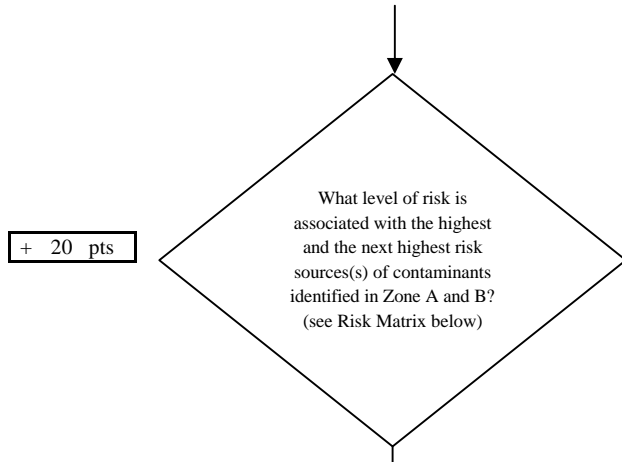 What level of risk is
associated with the highest
+ 20 pts
and the next highest risk
sources(s) of contaminants
identified in Zone A and B?
(see Risk Matrix below)